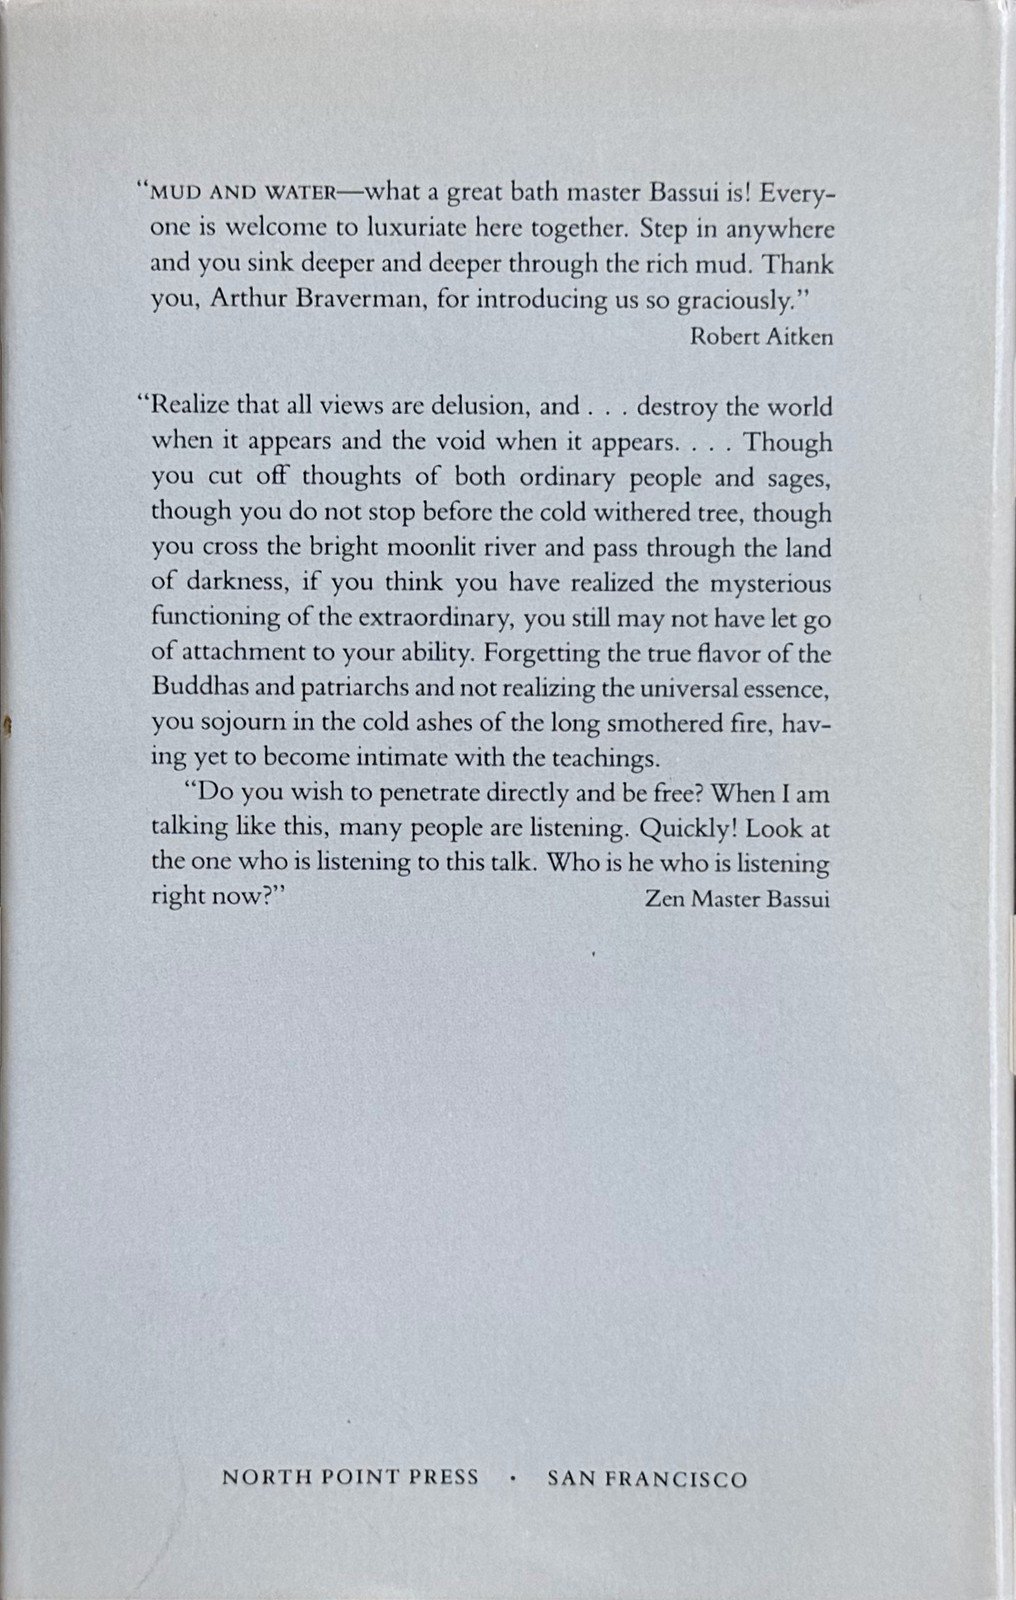 “MUD AND WATER—what a great bath master Bassui is! Every-
one is welcome to luxuriate here together. Step in anywhere
and you sink deeper and deeper through the rich mud. Thank
you, Arthur Braverman, for introducing us so graciously.”
Robert Aitken
“Realize that all views are delusion, and . . . destroy the world
when it appears and the void when it appears. . . . Though
you cut off thoughts of both ordinary people and sages,
though you do not stop before the cold withered tree, though
you cross the bright moonlit river and pass through the land
of darkness, if you think you have realized the mysterious
functioning of the extraordinary, you still may not have let go
of attachment to your ability. Forgetting the true flavor of the
Buddhas and patriarchs and not realizing the universal essence,
you sojourn in the cold ashes of the long smothered fire, hav-
ing yet to become intimate with the teachings.
“Do you wish to penetrate directly and be free? When I am
talking like this, many people are listening. Quickly! Look at
the one who is listening to this talk. Who is he who is listening
right now?” Zen Master Bassui
NORTH POINT PRESS · SAN FRANCISCO